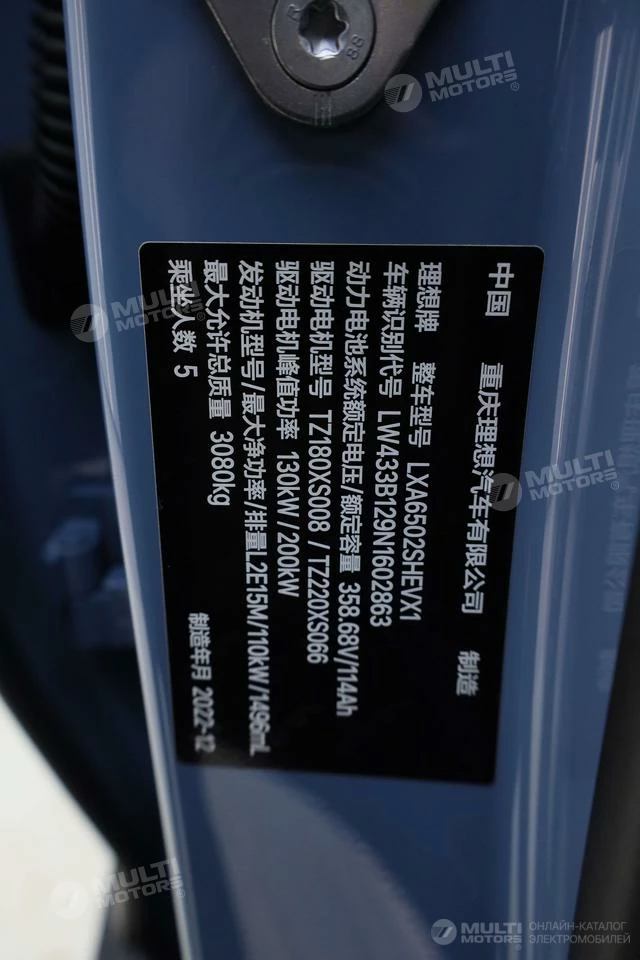 中国 重庆理想汽车有限公司 制造
理想牌 整车型号 LXA6502SHEVX1
车辆识别代号 LW433B129N1602863
动力电池系统额定电压/额定容量 358.68V/114Ah
驱动电机型号 TZ180XS008 / TZ220XS066
驱动电机峰值功率 130kW/200kW
发动机型号/最大净功率/排量L2E15M/110kW/1496mL
最大允许总质量 3080kg
乘坐人数 5 制造年月 2022-12
R
88
MULTI MOTORS®
MULTI MOTORS®
MULTI MOTORS®
MULTI MOTORS®
MULTI MOTORS®
ОНЛАЙН-КАТАЛОГ
ЭЛЕКТРОМОБИЛЕЙ